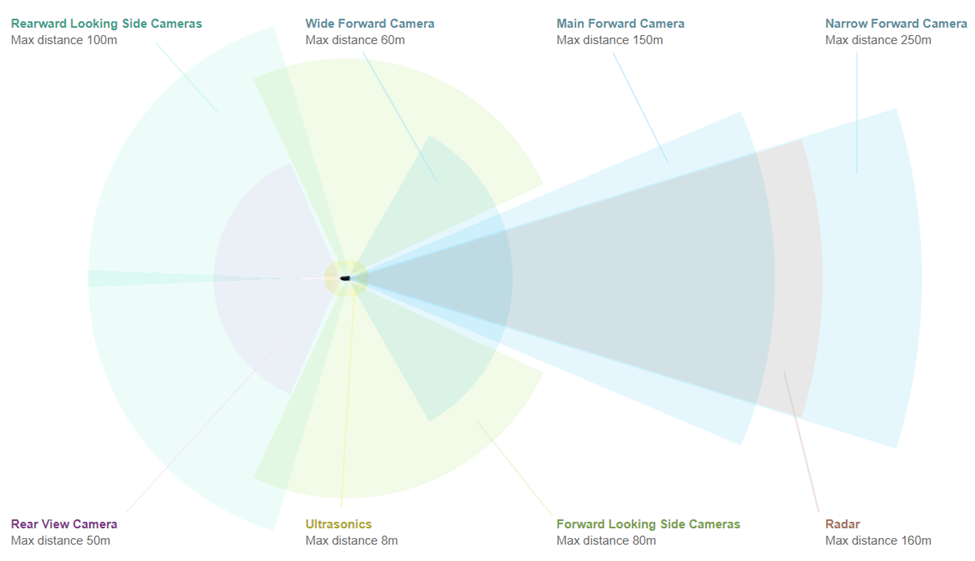 Rearward Looking Side Cameras
Max distance 100m
Wide Forward Camera
Max distance 60m
Main Forward Camera
Max distance 150m
Narrow Forward Camera
Max distance 250m
Rear View Camera
Max distance 50m
Ultrasonics
Max distance 8m
Forward Looking Side Cameras
Max distance 80m
Radar
Max distance 160m